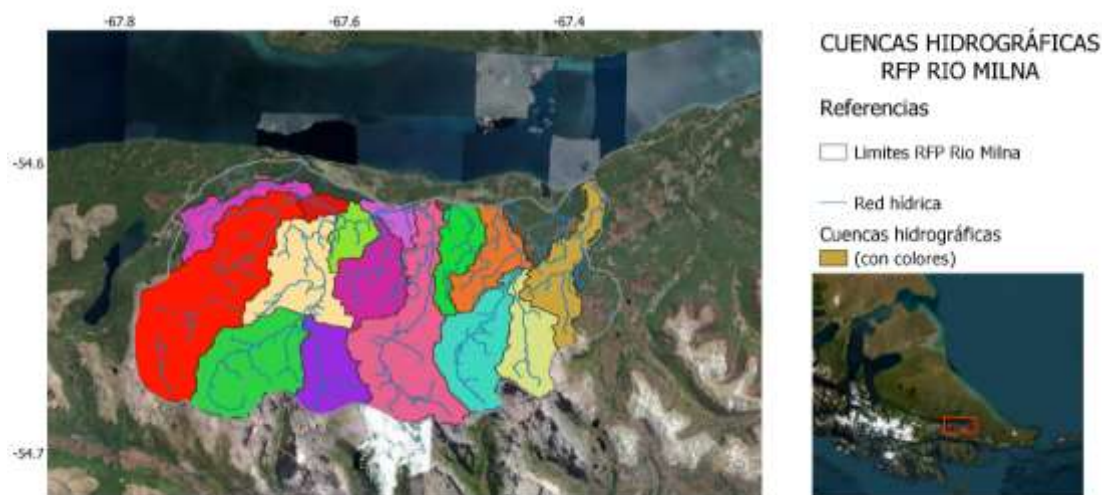 -67.8 -67.6 -67.4
-54.6
-54.7
CUENCAS HIDROGRÁFICAS
RFP RIO MILNA
Referencias
Limites RFP Rio Milna
Red hídrica
Cuencas hidrográficas
(con colores)